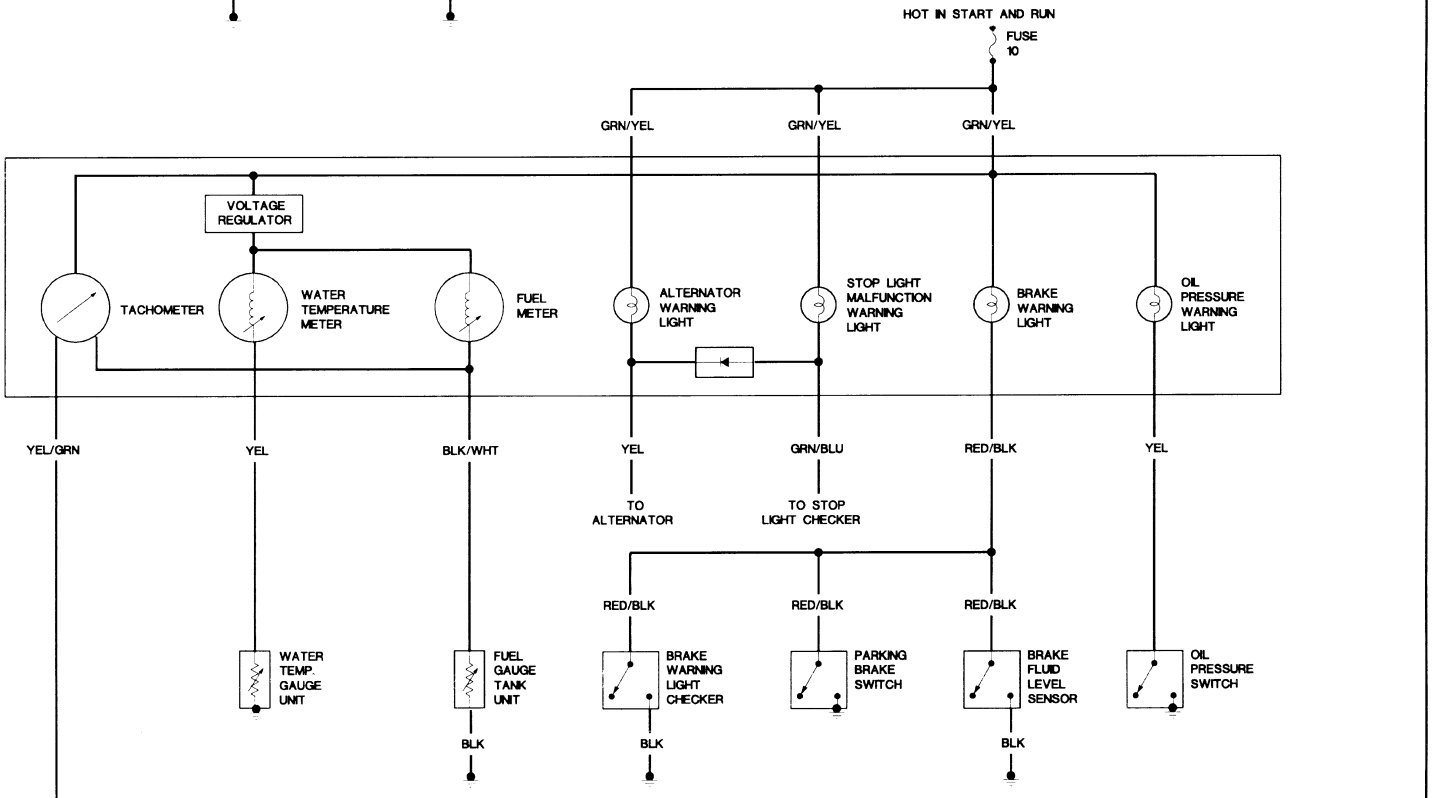 HOT IN START AND RUN
FUSE
10
GRN/YEL
GRN/YEL
GRN/YEL
VOLTAGE
REGULATOR
TACHOMETER
WATER
TEMPERATURE
METER
FUEL
METER
ALTERNATOR
WARNING
LIGHT
STOP LIGHT
MALFUNCTION
WARNING
LIGHT
BRAKE
WARNING
LIGHT
OIL
PRESSURE
WARNING
LIGHT
YEL/GRN
YEL
BLK/WHT
YEL
GRN/BLU
RED/BLK
YEL
TO
ALTERNATOR
TO STOP
LIGHT CHECKER
RED/BLK
RED/BLK
RED/BLK
WATER
TEMP.
GAUGE
UNIT
FUEL
GAUGE
TANK
UNIT
BRAKE
WARNING
LIGHT
CHECKER
PARKING
BRAKE
SWITCH
BRAKE
FLUID
LEVEL
SENSOR
OIL
PRESSURE
SWITCH
BLK
BLK
BLK